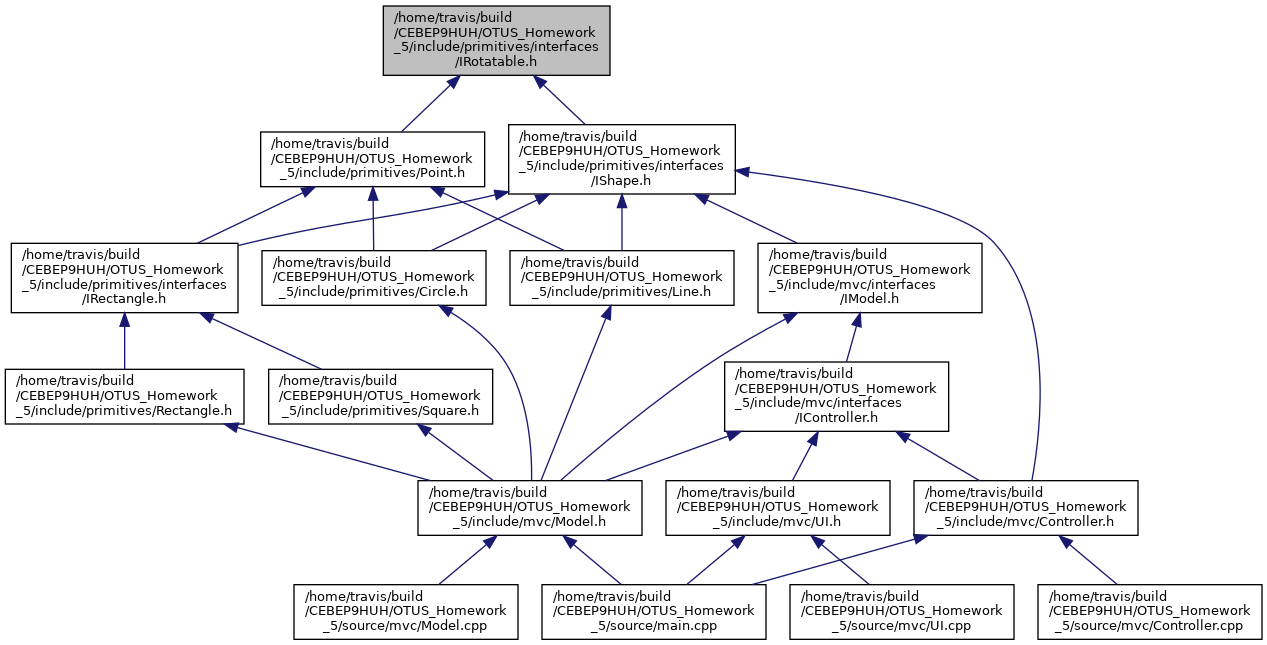 /home/travis/build
/CEBEP9HUH/OTUS_Homework
_5/include/primitives/interfaces
/IRotatable.h
/home/travis/build
/CEBEP9HUH/OTUS_Homework
_5/include/primitives/Point.h
/home/travis/build
/CEBEP9HUH/OTUS_Homework
_5/include/primitives/interfaces
/IShape.h
/home/travis/build
/CEBEP9HUH/OTUS_Homework
_5/include/primitives/interfaces
/IRectangle.h
/home/travis/build
/CEBEP9HUH/OTUS_Homework
_5/include/primitives/Circle.h
/home/travis/build
/CEBEP9HUH/OTUS_Homework
_5/include/primitives/Line.h
/home/travis/build
/CEBEP9HUH/OTUS_Homework
_5/include/mvc/interfaces
/IModel.h
/home/travis/build
/CEBEP9HUH/OTUS_Homework
_5/include/primitives/Rectangle.h
/home/travis/build
/CEBEP9HUH/OTUS_Homework
_5/include/primitives/Square.h
/home/travis/build
/CEBEP9HUH/OTUS_Homework
_5/include/mvc/interfaces
/IController.h
/home/travis/build
/CEBEP9HUH/OTUS_Homework
_5/include/mvc/Model.h
/home/travis/build
/CEBEP9HUH/OTUS_Homework
_5/include/mvc/UI.h
/home/travis/build
/CEBEP9HUH/OTUS_Homework
_5/include/mvc/Controller.h
/home/travis/build
/CEBEP9HUH/OTUS_Homework
_5/source/mvc/Model.cpp
/home/travis/build
/CEBEP9HUH/OTUS_Homework
_5/source/main.cpp
/home/travis/build
/CEBEP9HUH/OTUS_Homework
_5/source/mvc/UI.cpp
/home/travis/build
/CEBEP9HUH/OTUS_Homework
_5/source/mvc/Controller.cpp